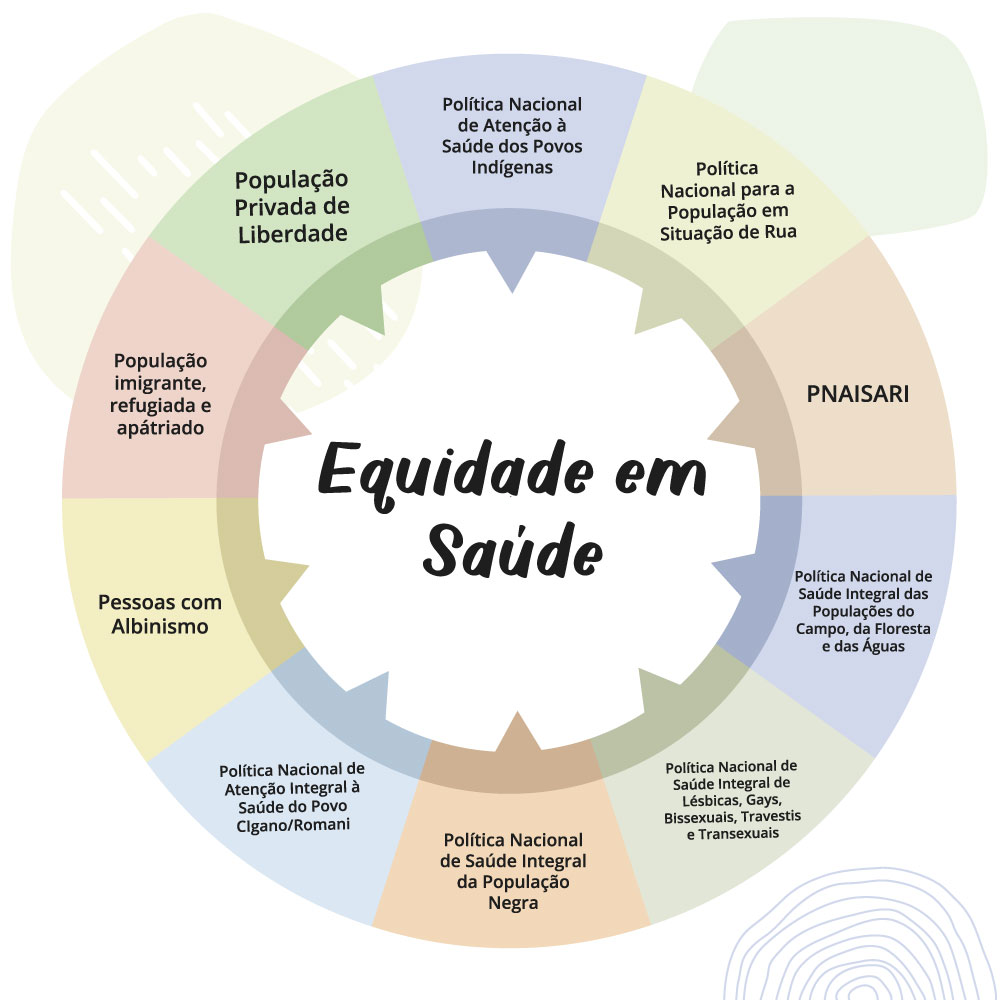 Política Nacional
de Atenção à
Saúde dos Povos
Indígenas
Política
Nacional para a
População em
Situação de Rua
PNAISARI
Política Nacional de
Saúde Integral das
Populações do
Campo, da Floresta
e das Águas
Política Nacional de
Saúde Integral de
Lésbicas, Gays,
Bissexuais, Travestis
e Transexuais
Política Nacional
de Saúde Integral
da População
Negra
Política Nacional de
Atenção Integral à
Saúde do Povo
CIgano/Romani
Pessoas com
Albinismo
População
imigrante,
refugiada e
apátriado
População
Privada de
Liberdade
Equidade em
Saúde